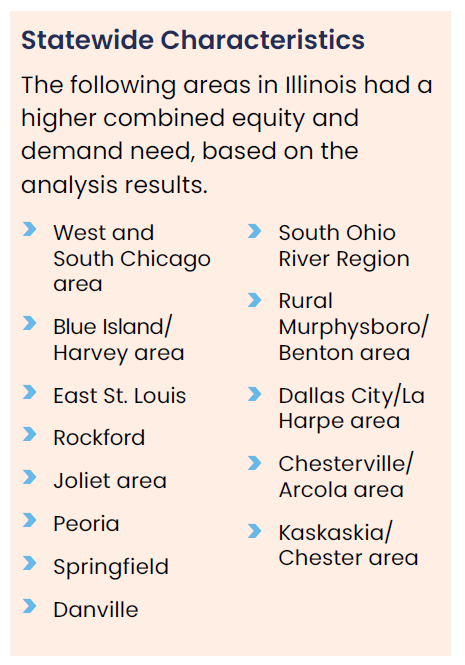 Statewide Characteristics
The following areas in Illinois had a
higher combined equity and
demand need, based on the
analysis results.
West and
South Chicago
area
Blue Island/
Harvey area
East St. Louis
Rockford
Joliet area
Peoria
Springfield
Danville
South Ohio
River Region
Rural
Murphysboro/
Benton area
Dallas City/La
Harpe area
Chesterville/
Arcola area
Kaskaskia/
Chester area